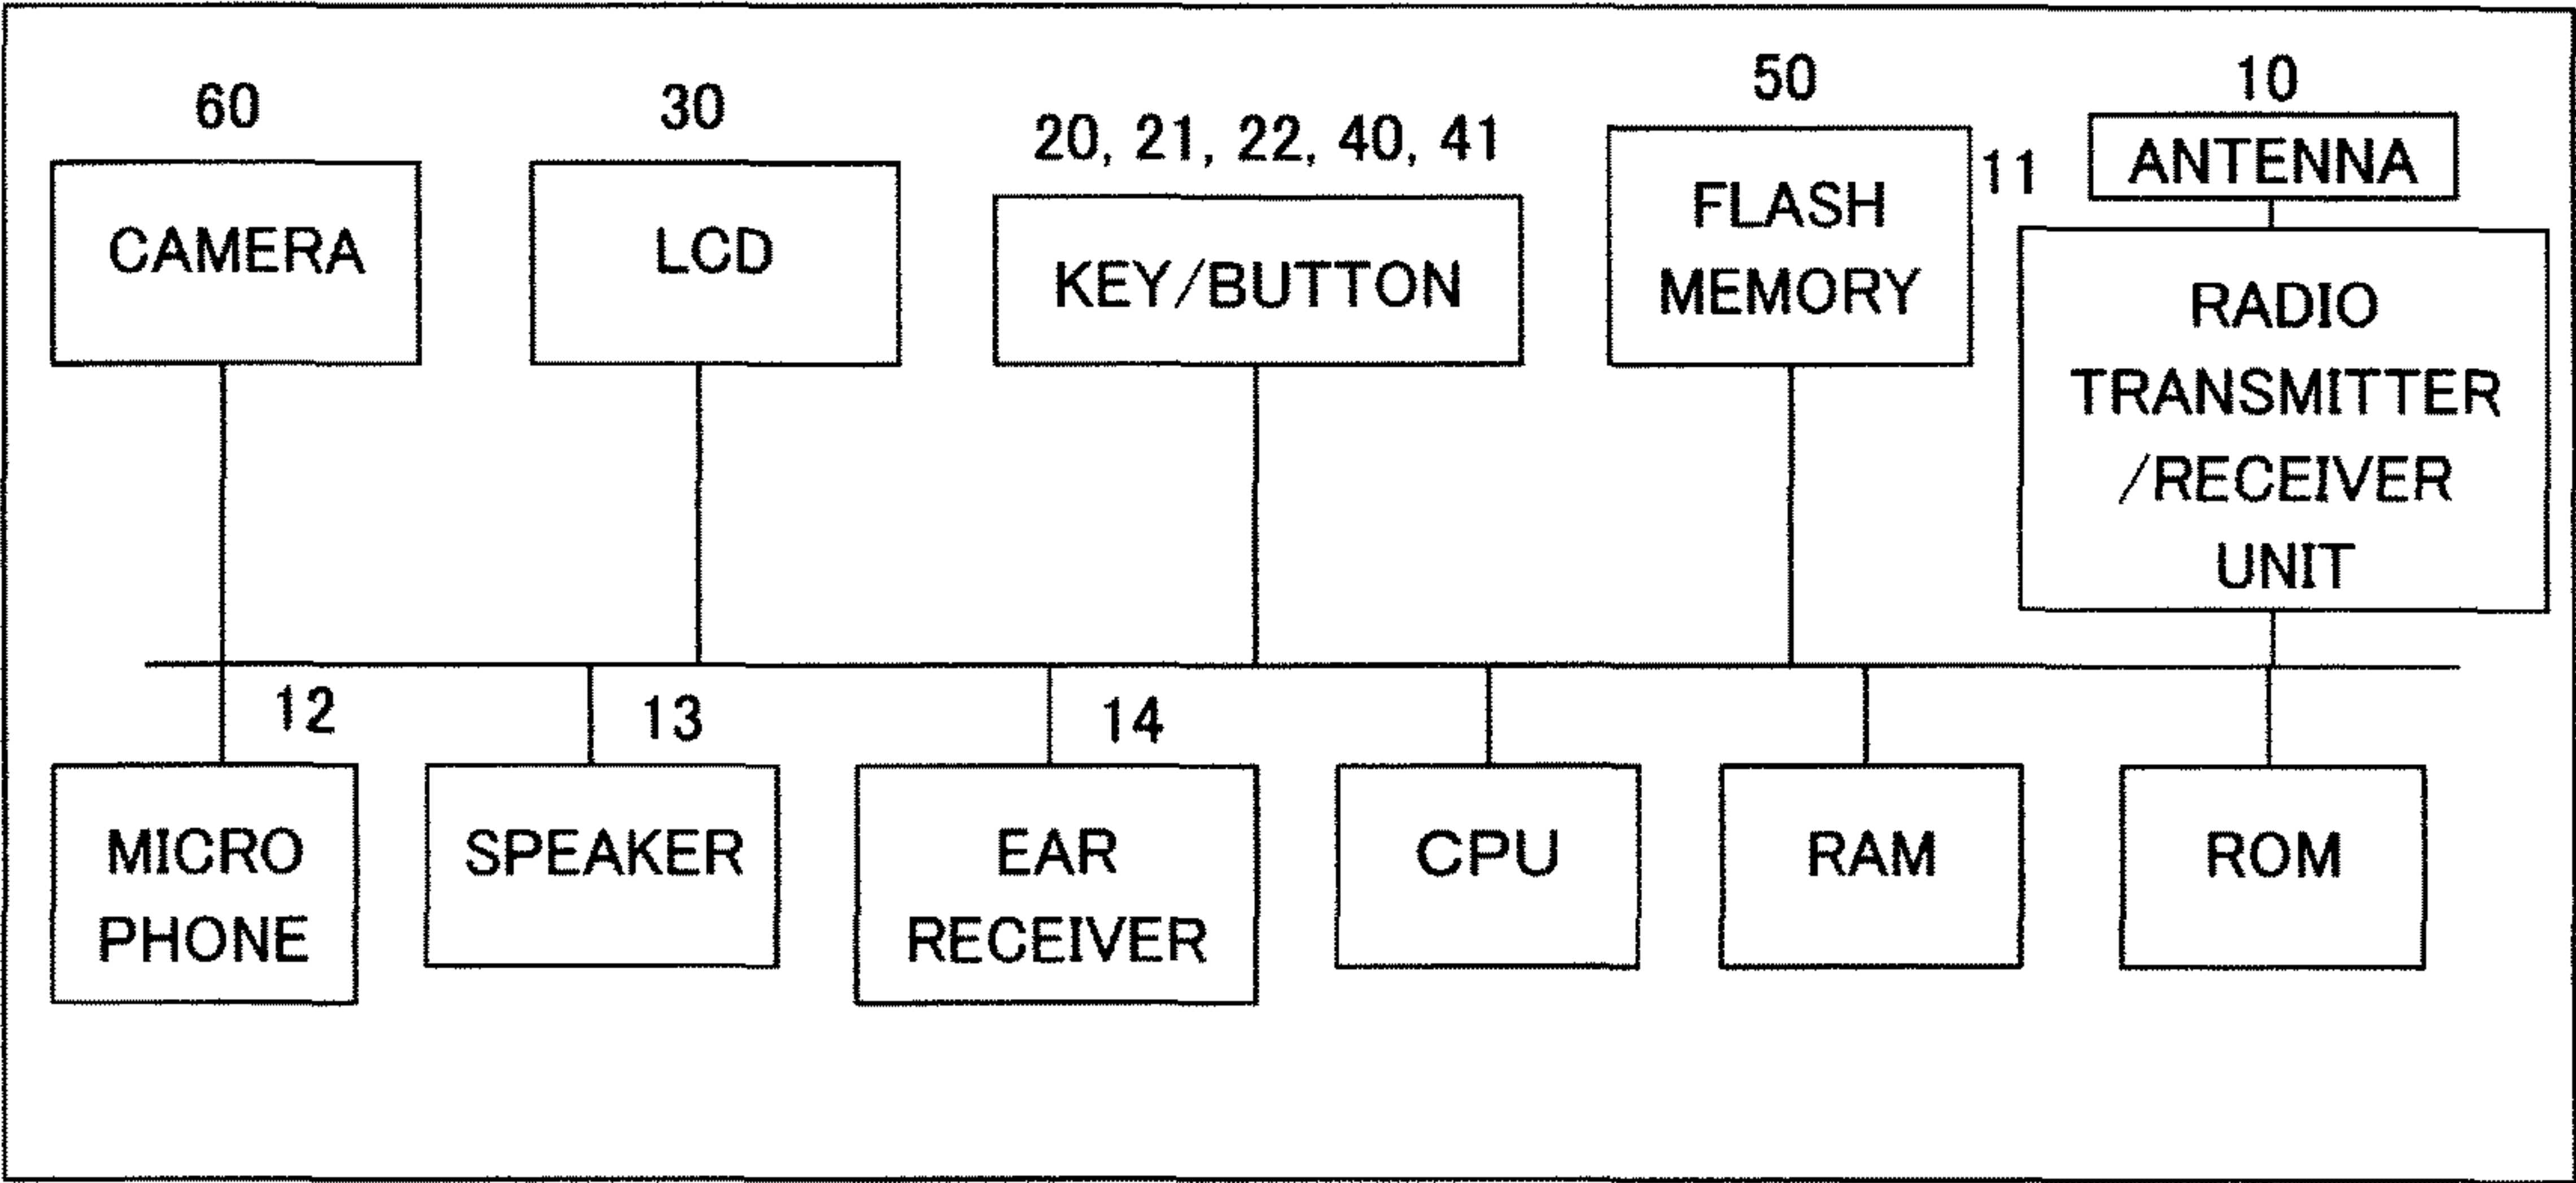 60
CAMERA
30
LCD
20, 21, 22, 40, 41
KEY/BUTTON
50
FLASH
MEMORY
10
ANTENNA
11
RADIO
TRANSMITTER
/RECEIVER
UNIT
12
MICRO
PHONE
13
SPEAKER
14
EAR
RECEIVER
CPU
RAM
ROM